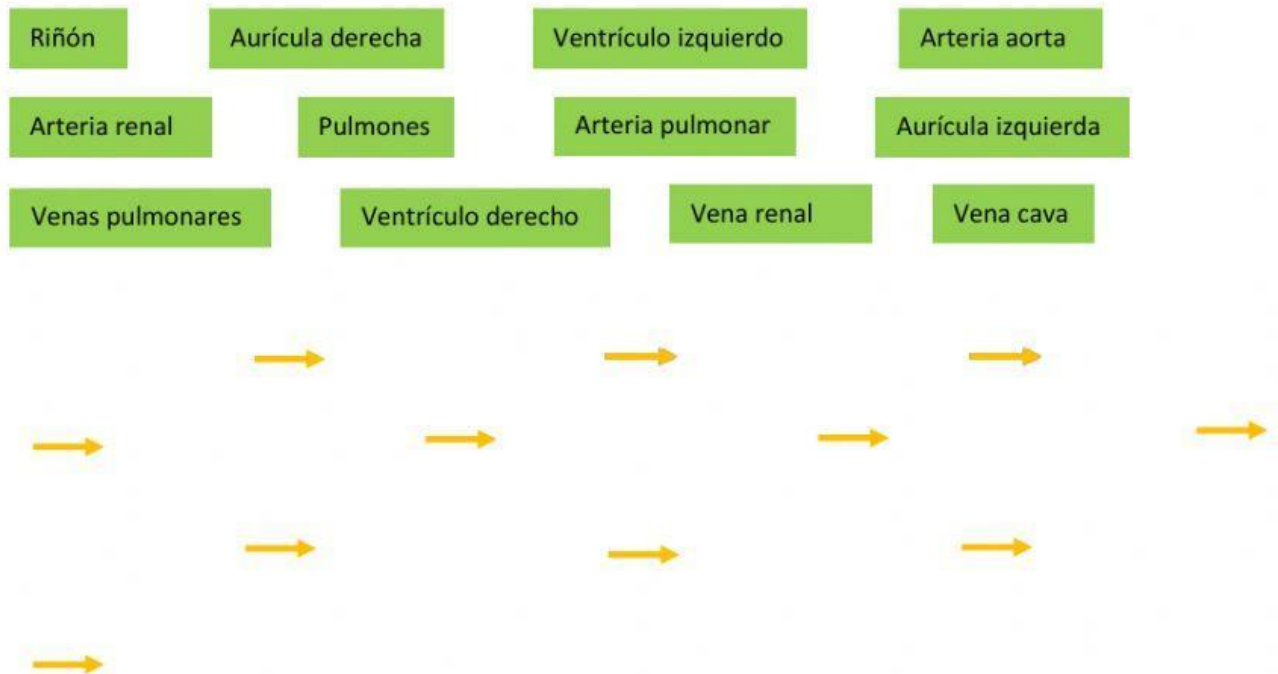 Riñón Aurícula derecha Ventrículo izquierdo Arteria aorta
Arteria renal Pulmones Arteria pulmonar Aurícula izquierda
Venas pulmonares Ventrículo derecho Vena renal Vena cava